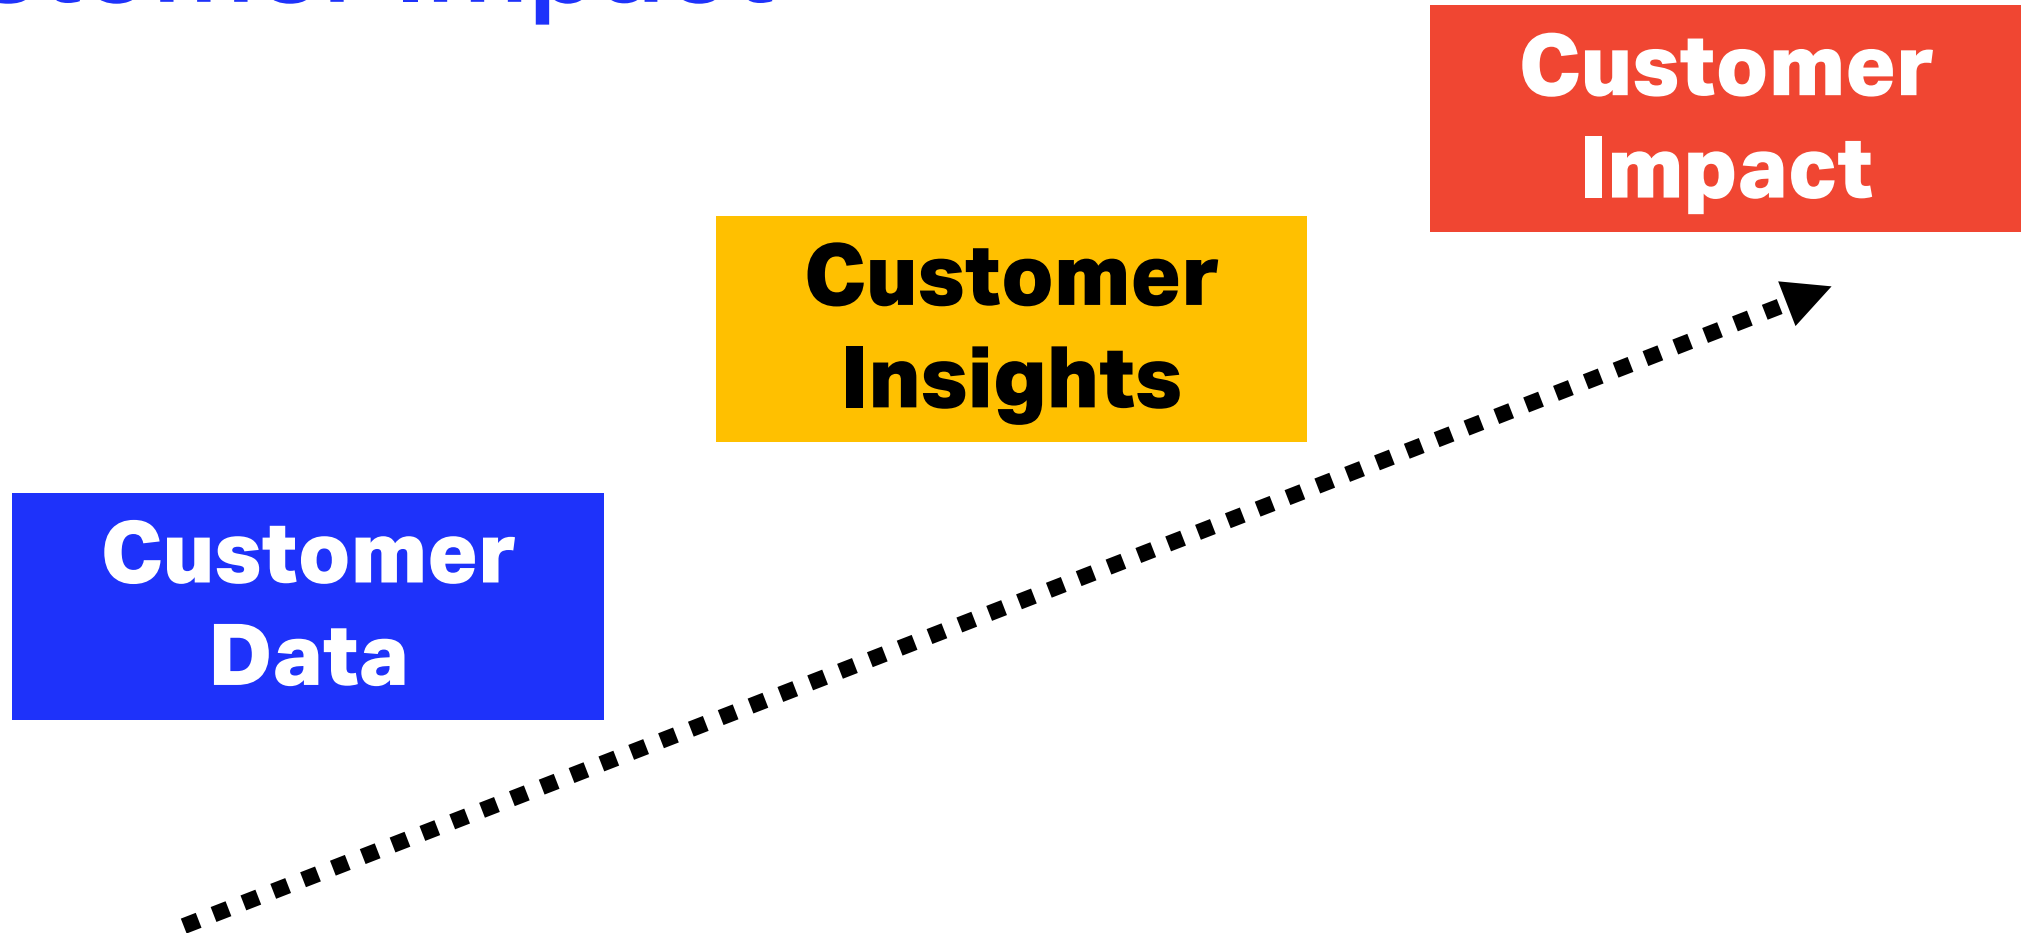 Customer
Impact
Customer
Insights
Customer
Data